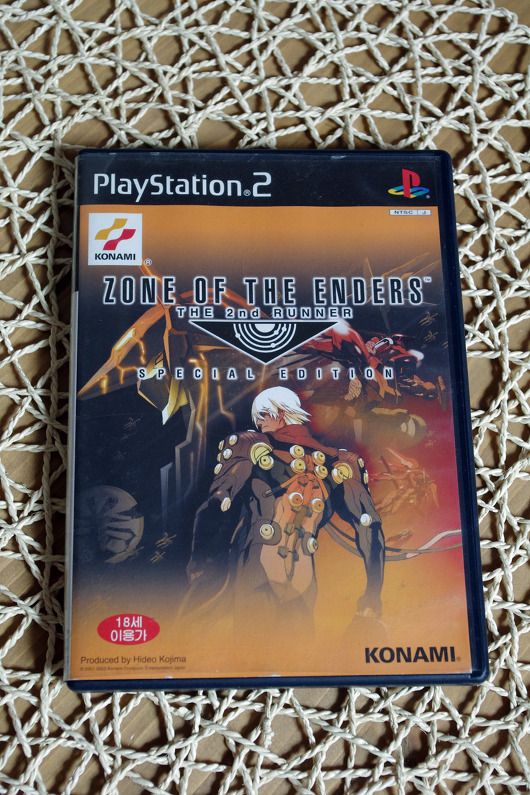 PlayStation®2
NTSC J
KONAMI ®
ZONE OF THE ENDERS™
THE 2nd RUNNER
SPECIAL EDITION
18세
이용가
Produced by Hideo Kojima
KONAMI®